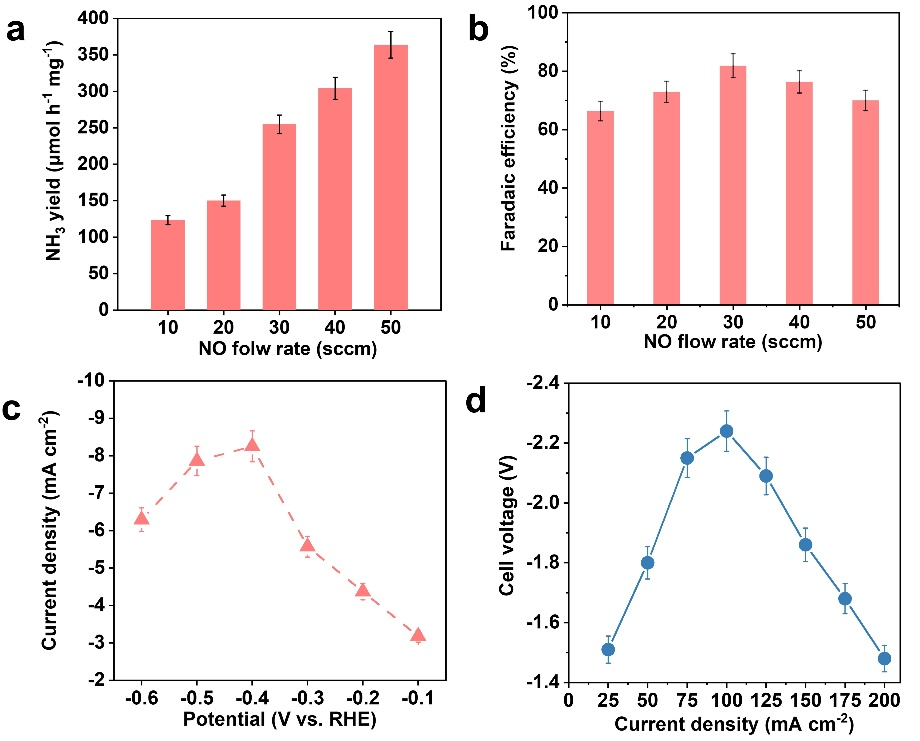 a
NH3 yield (μmol h-1 mg-1)
400
350
300
250
200
150
100
50
0
10 20 30 40 50
NO folw rate (sccm)
b
Faradaic efficiency (%)
100
80
60
40
20
0
10 20 30 40 50
NO flow rate (sccm)
c
Current density (mA cm-2)
-10
-9
-8
-7
-6
-5
-4
-3
-2
-0.6 -0.5 -0.4 -0.3 -0.2 -0.1
Potential (V vs. RHE)
d
Cell voltage (V)
-2.4
-2.2
-2.0
-1.8
-1.6
-1.4
0 25 50 75 100 125 150 175 200
Current density (mA cm-2)